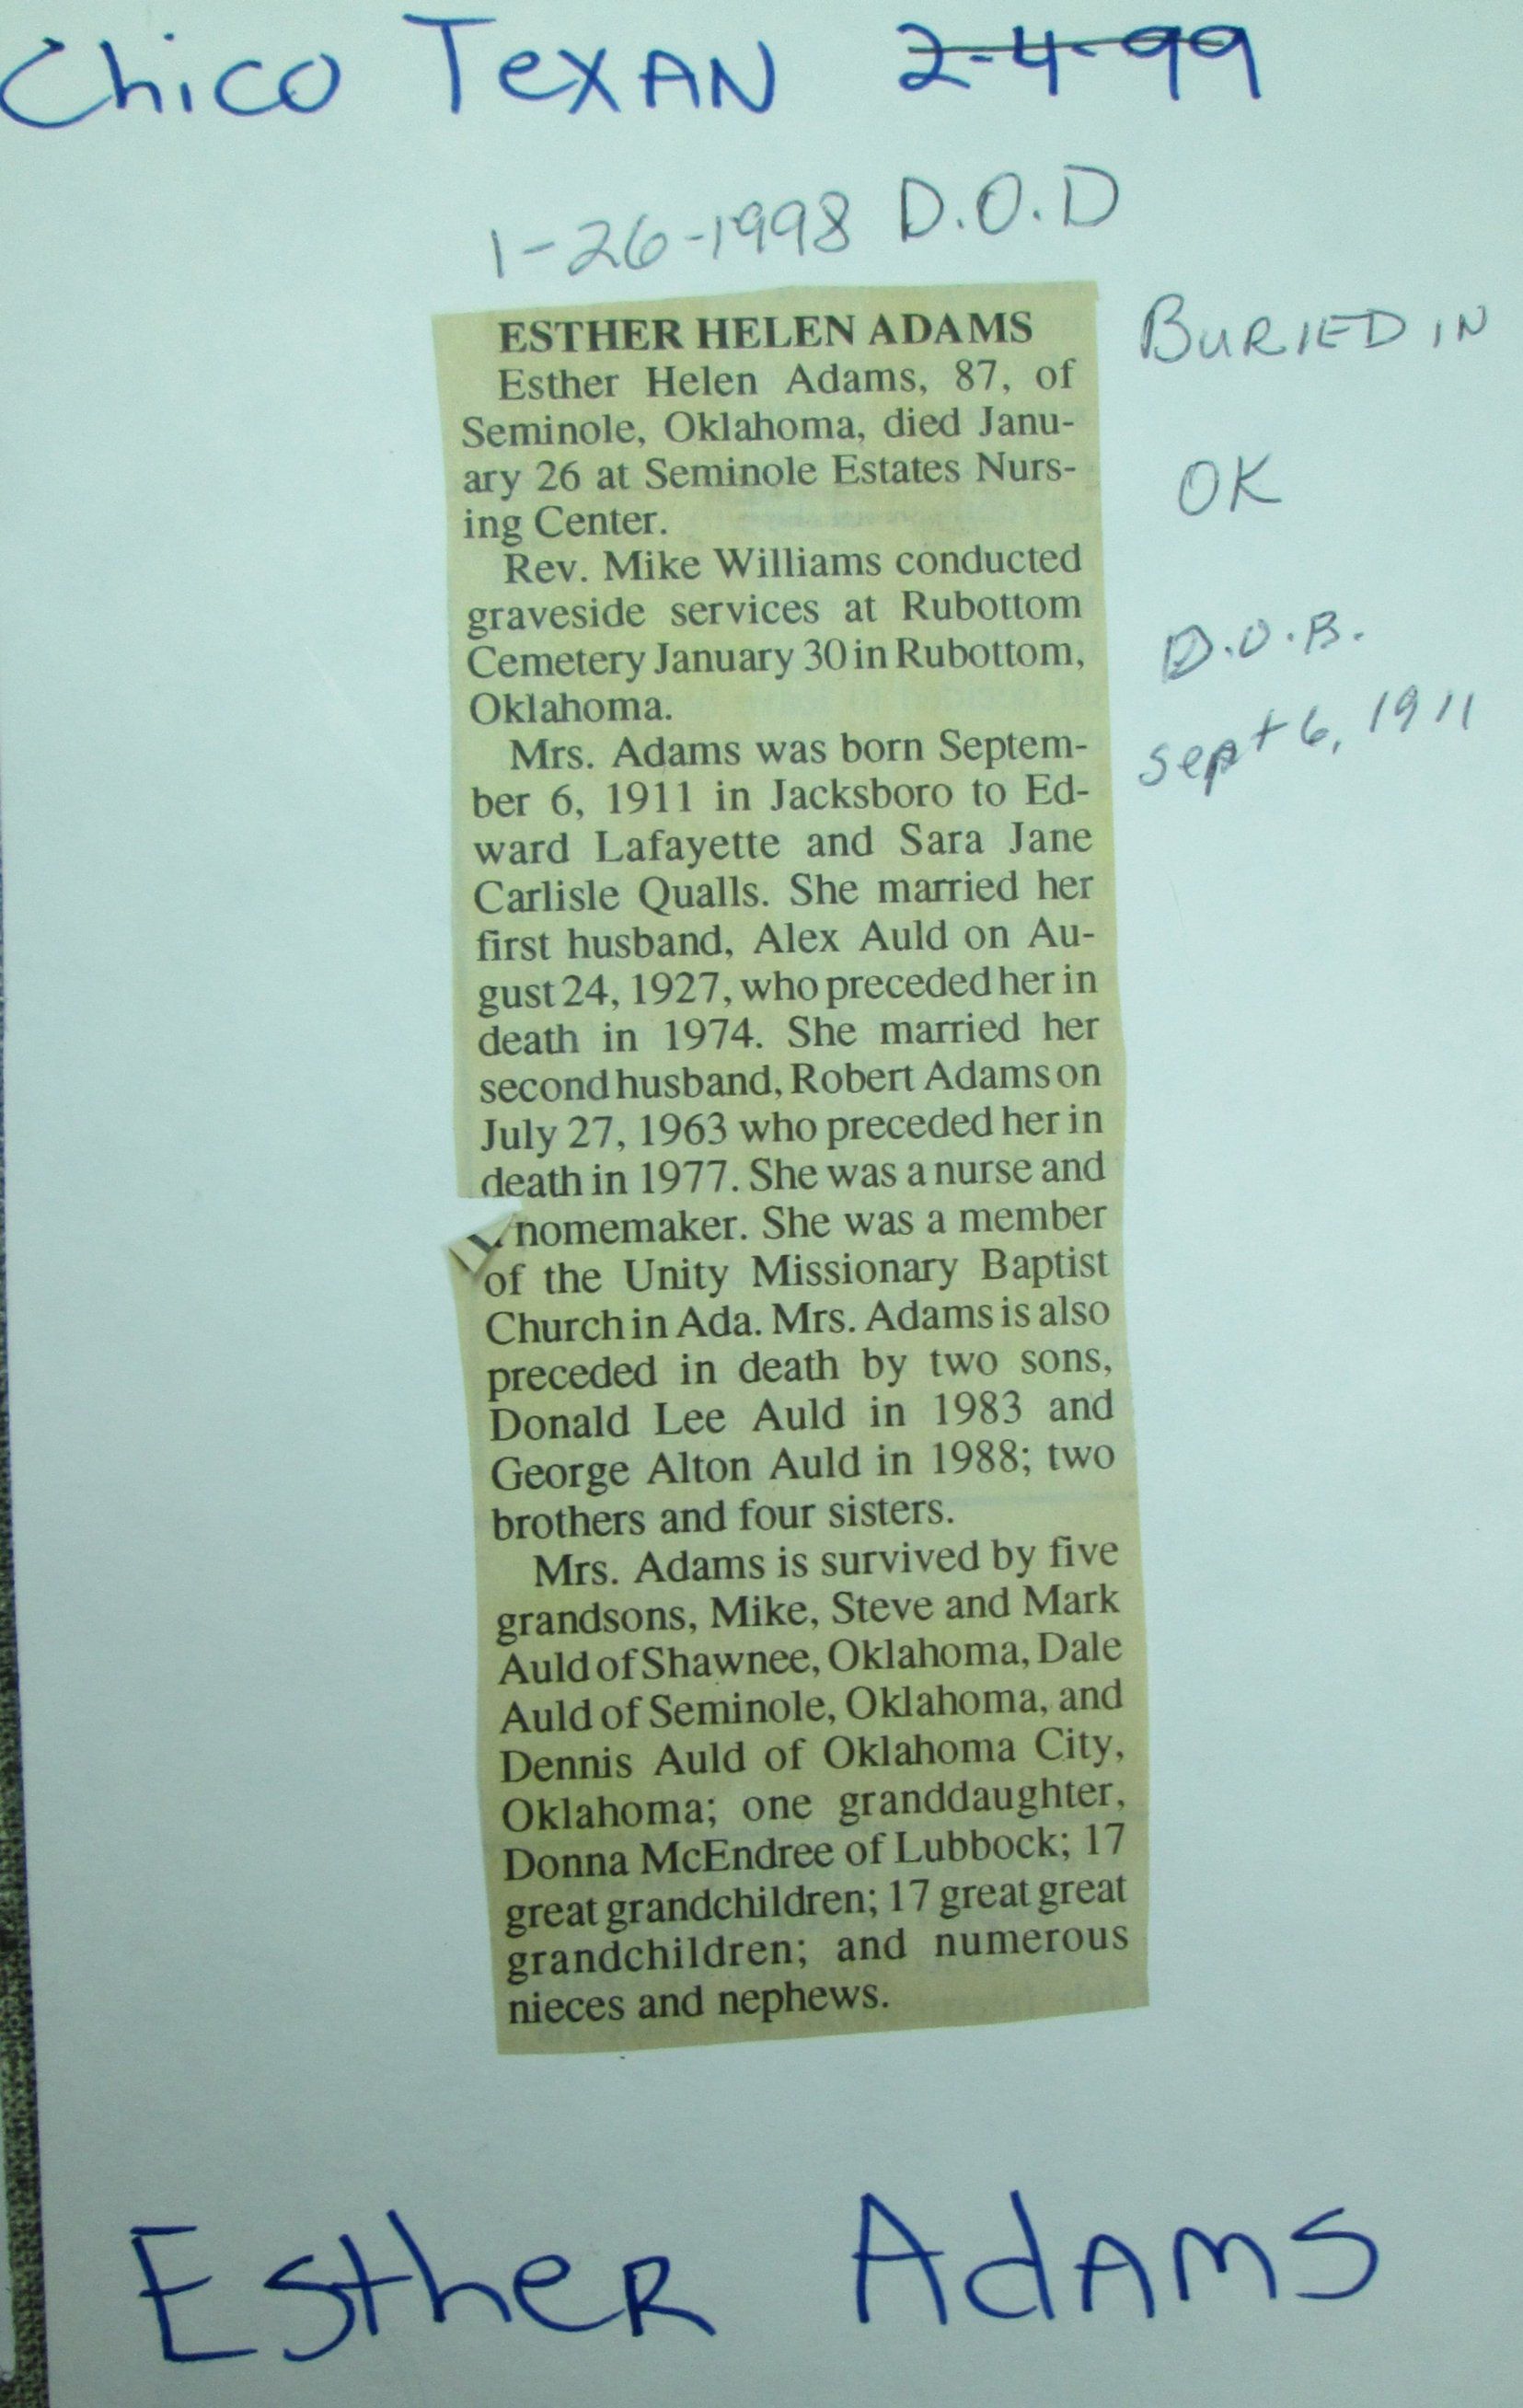 Chico TEXAN 2-4-99
1-26-1998 D.O.D
ESTHER HELEN ADAMS
Esther Helen Adams, 87, of
Seminole, Oklahoma, died Janu-
ary 26 at Seminole Estates Nurs-
ing Center.
Rev. Mike Williams conducted
graveside services at Rubottom
Cemetery January 30 in Rubottom,
Oklahoma.
Mrs. Adams was born Septem-
ber 6, 1911 in Jacksboro to Ed-
ward Lafayette and Sara Jane
Carlisle Qualls. She married her
first husband, Alex Auld on Au-
gust 24, 1927, who preceded her in
death in 1974. She married her
second husband, Robert Adams on
July 27, 1963 who preceded her in
death in 1977. She was a nurse and
homemaker. She was a member
of the Unity Missionary Baptist
Church in Ada. Mrs. Adams is also
preceded in death by two sons,
Donald Lee Auld in 1983 and
George Alton Auld in 1988; two
brothers and four sisters.
Mrs. Adams is survived by five
grandsons, Mike, Steve and Mark
Auld of Shawnee, Oklahoma, Dale
Auld of Seminole, Oklahoma, and
Dennis Auld of Oklahoma City,
Oklahoma; one granddaughter,
Donna McEndree of Lubbock; 17
great grandchildren; 17 great great
grandchildren; and numerous
nieces and nephews.
BURIED IN
OK
D.O.B.
Sept 6, 1911
Esther Adams